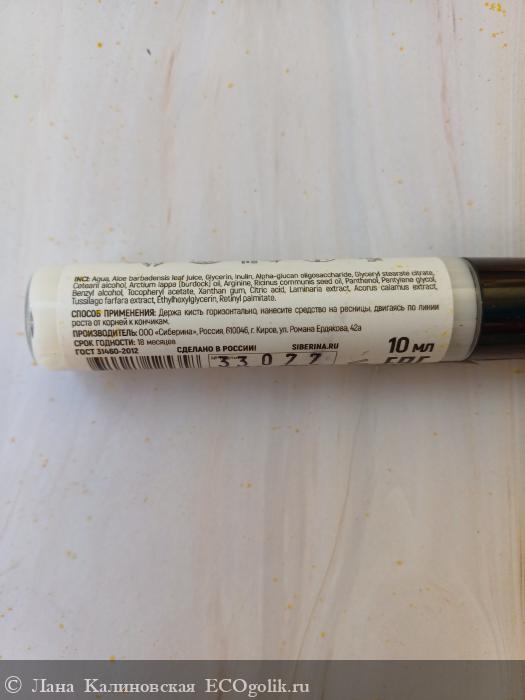 INCI: Aqua, Aloe barbadensis leaf juice, Glycerin, Inulin, Alpha-glucan oligosaccharide, Glyceryl stearate citrate,
Cetearil alcohol, Arctium lappa (burdock) oil, Arginine, Ricinus communis seed oil, Panthenol, Pentylene glycol,
Benzyl alcohol, Tocopheryl acetate, Xanthan gum, Citric acid, Laminaria extract, Acorus calamus extract,
Tussilago farfara extract, Ethylhexylglycerin, Retinyl palmitate.
СПОСОБ ПРИМЕНЕНИЯ: Держа кисть горизонтально, нанесите средство на ресницы, двигаясь по линии
роста от корней к кончикам.
ПРОИЗВОДИТЕЛЬ: ООО «Сиберина», Россия, 610046, г. Киров, ул. Романа Ердякова, 42а
СРОК ГОДНОСТИ: 18 месяцев
ГОСТ 31460-2012 СДЕЛАНО В РОССИИ! SIBERINA.RU
33077
10 мл
© Лана Калиновская ECOgolik.ru